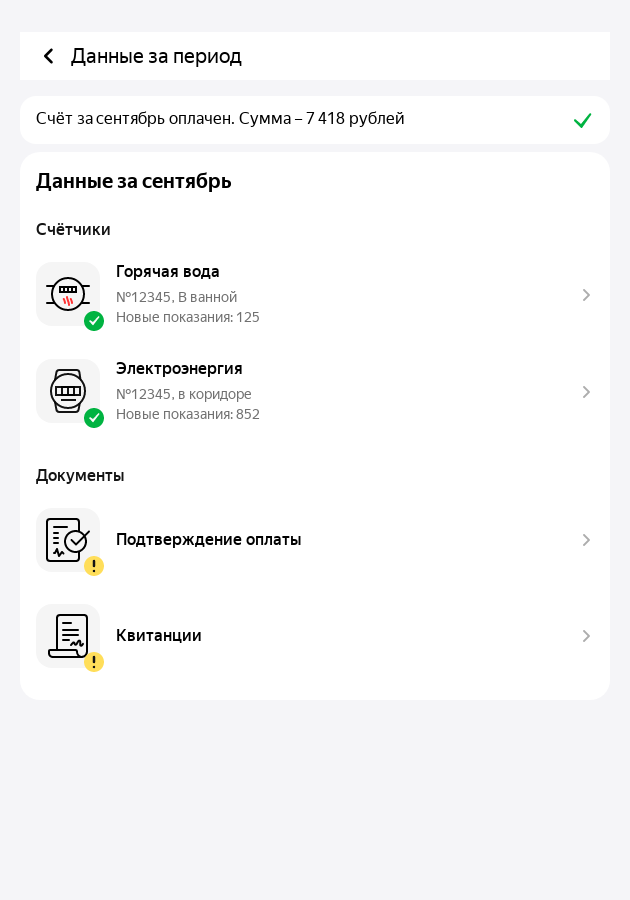 Данные за период
Счёт за сентябрь оплачен. Сумма – 7 418 рублей
Данные за сентябрь
Счётчики
Горячая вода
№12345, В ванной
Новые показания: 125
Электроэнергия
№12345, в коридоре
Новые показания: 852
Документы
Подтверждение оплаты
Квитанции